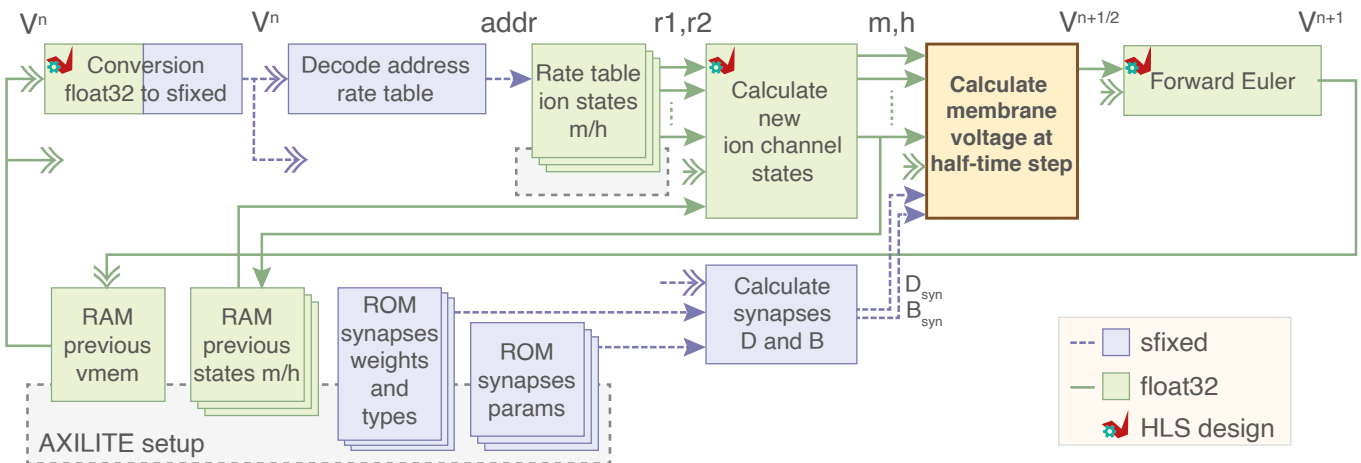 Vⁿ
Vⁿ
addr
r1,r2
m,h
Vⁿ⁺¹/²
Vⁿ⁺¹
Conversion
float32 to sfixed
Decode address
rate table
Rate table
ion states
m/h
Calculate
new
ion channel
states
Calculate
membrane
voltage at
half-time step
Forward Euler
RAM
previous
vmem
RAM
previous
states m/h
ROM
synapses
weights
and
types
ROM
synapses
params
Calculate
synapses
D and B
D_syn
B_syn
AXILITE setup
sfixed
float32
HLS design